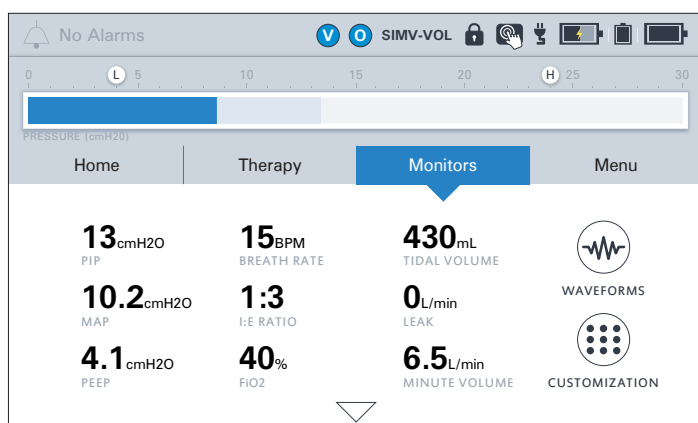 No Alarms V O SIMV-VOL
0 L 5 10 15 20 H 25 30
PRESSURE (cmH20)
Home Therapy Monitors Menu
13cmH2O 15BPM 430mL
PIP BREATH RATE TIDAL VOLUME
WAVEFORMS
10.2cmH2O 1:3 0L/min
MAP I:E RATIO LEAK
4.1cmH2O 40% 6.5L/min
PEEP FiO2 MINUTE VOLUME CUSTOMIZATION